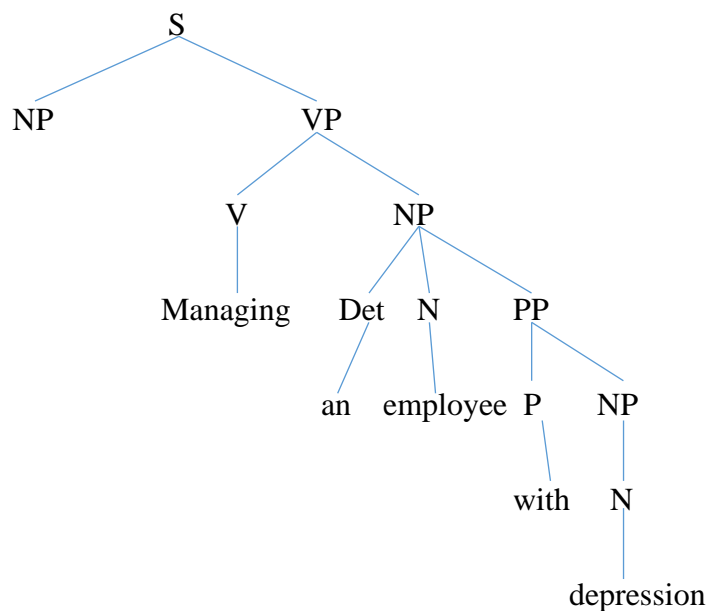 S
NP VP
V NP
Managing Det N PP
an employee P NP
with N
depression